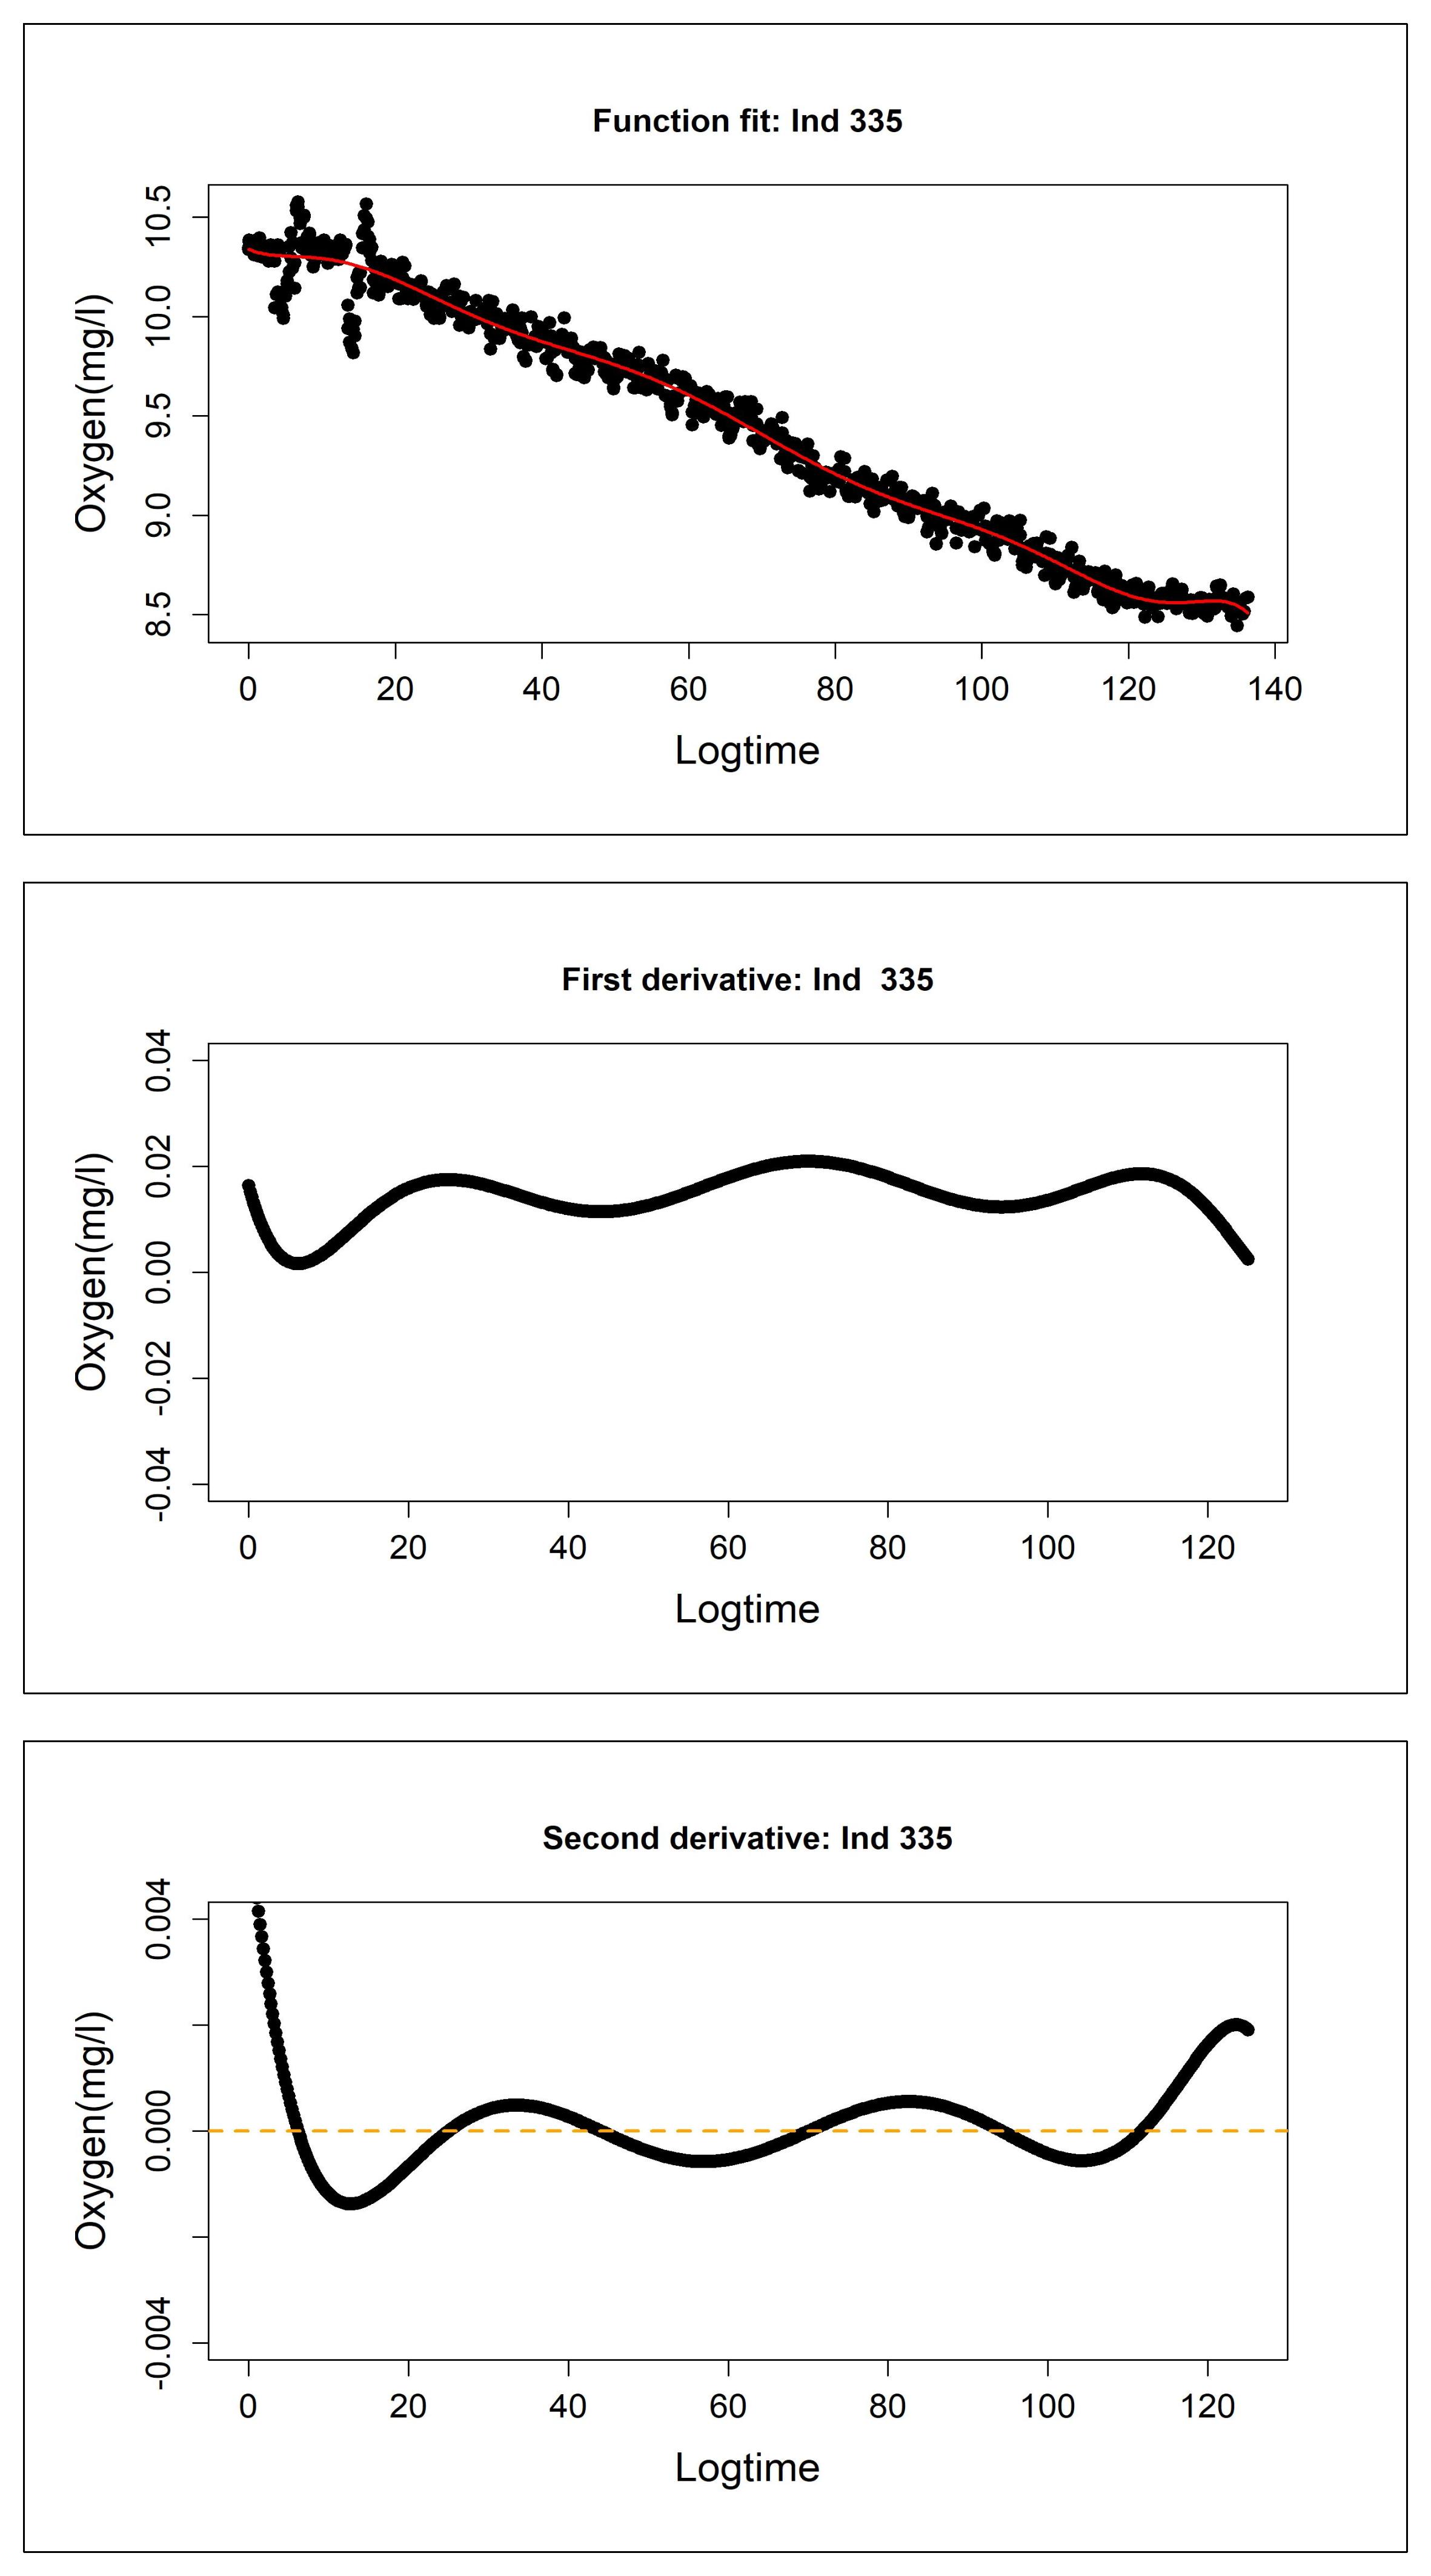 Function fit: Ind 335
Oxygen(mg/l)
10.5
10.0
9.5
9.0
8.5
0 20 40 60 80 100 120 140
Logtime
First derivative: Ind  335
Oxygen(mg/l)
0.04
0.02
0.00
-0.02
-0.04
0 20 40 60 80 100 120
Logtime
Second derivative: Ind 335
Oxygen(mg/l)
0.004
0.000
-0.004
0 20 40 60 80 100 120
Logtime